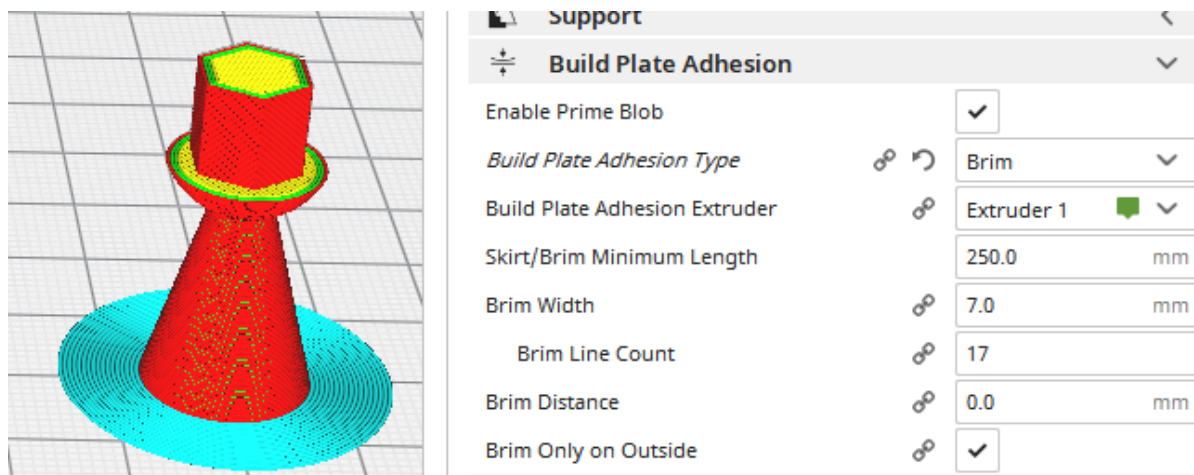 Support
Build Plate Adhesion
Enable Prime Blob
Build Plate Adhesion Type Brim
Build Plate Adhesion Extruder Extruder 1
Skirt/Brim Minimum Length 250.0 mm
Brim Width 7.0 mm
Brim Line Count 17
Brim Distance 0.0 mm
Brim Only on Outside